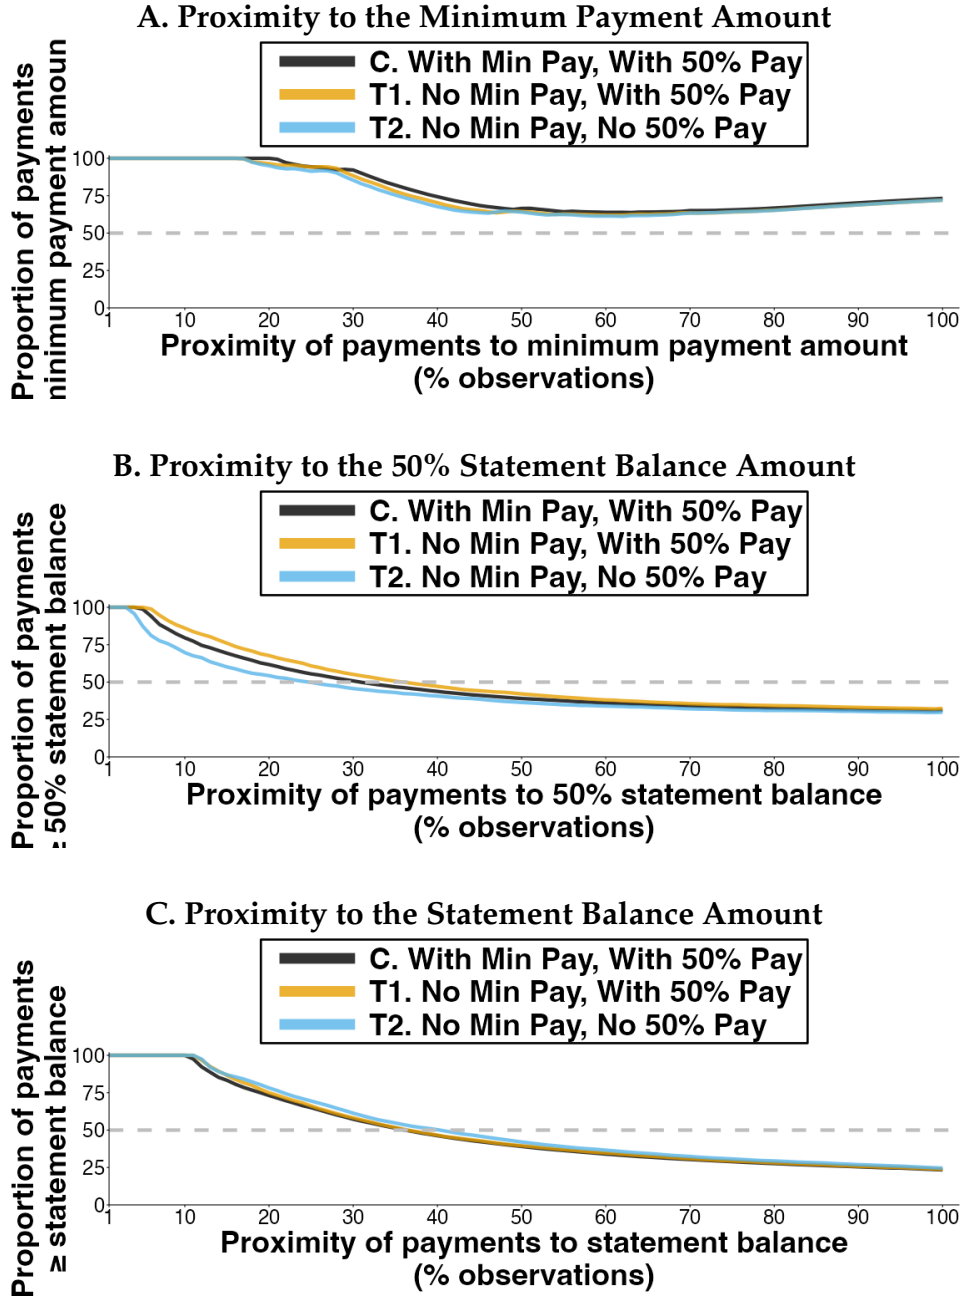 A. Proximity to the Minimum Payment Amount
C. With Min Pay, With 50% Pay
T1. No Min Pay, With 50% Pay
T2. No Min Pay, No 50% Pay
Proportion of payments
minimum payment amoun
100
75
50
25
0
1 10 20 30 40 50 60 70 80 90 100
Proximity of payments to minimum payment amount
(% observations)
B. Proximity to the 50% Statement Balance Amount
C. With Min Pay, With 50% Pay
T1. No Min Pay, With 50% Pay
T2. No Min Pay, No 50% Pay
Proportion of payments
≥ 50% statement balance
100
75
50
25
0
1 10 20 30 40 50 60 70 80 90 100
Proximity of payments to 50% statement balance
(% observations)
C. Proximity to the Statement Balance Amount
C. With Min Pay, With 50% Pay
T1. No Min Pay, With 50% Pay
T2. No Min Pay, No 50% Pay
Proportion of payments
≥ statement balance
100
75
50
25
0
1 10 20 30 40 50 60 70 80 90 100
Proximity of payments to statement balance
(% observations)